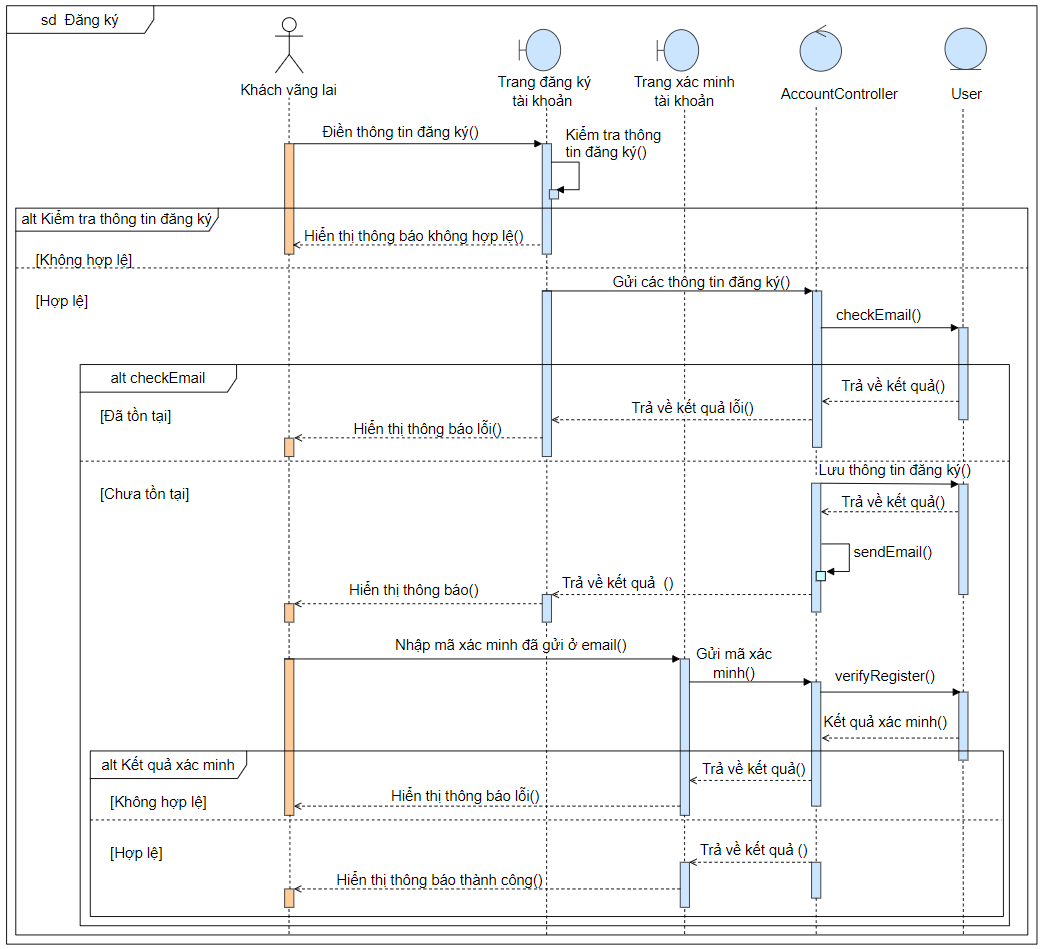 sd Đăng ký
Khách vãng lai
Trang đăng ký
tài khoản
Trang xác minh
tài khoản
AccountController
User
Điền thông tin đăng ký()
Kiểm tra thông
tin đăng ký()
alt Kiểm tra thông tin đăng ký
Hiển thị thông báo không hợp lệ()
[Không hợp lệ]
Gửi các thông tin đăng ký()
[Hợp lệ]
checkEmail()
alt checkEmail
Trả về kết quả()
Trả về kết quả lỗi()
[Đã tồn tại]
Hiển thị thông báo lỗi()
Lưu thông tin đăng ký()
[Chưa tồn tại]
Trả về kết quả()
sendEmail()
Trả về kết quả ()
Hiển thị thông báo()
Nhập mã xác minh đã gửi ở email()
Gửi mã xác
minh()
verifyRegister()
Kết quả xác minh()
alt Kết quả xác minh
Trả về kết quả()
Hiển thị thông báo lỗi()
[Không hợp lệ]
Trả về kết quả ()
[Hợp lệ]
Hiển thị thông báo thành công()